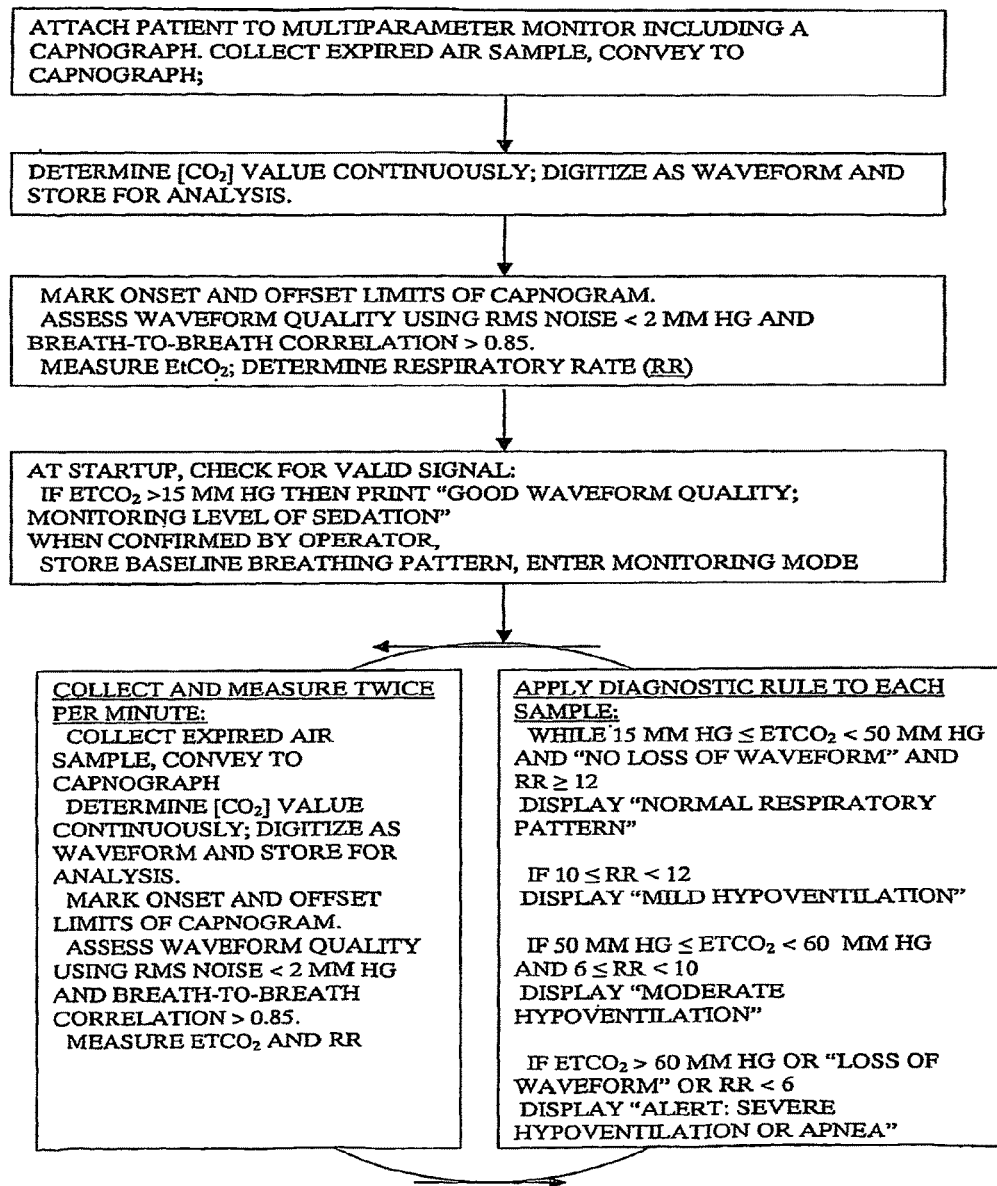 ATTACH PATIENT TO MULTIPARAMETER MONITOR INCLUDING A
CAPNOGRAPH. COLLECT EXPIRED AIR SAMPLE, CONVEY TO
CAPNOGRAPH;
DETERMINE [CO₂] VALUE CONTINUOUSLY; DIGITIZE AS WAVEFORM AND
STORE FOR ANALYSIS.
MARK ONSET AND OFFSET LIMITS OF CAPNOGRAM.
ASSESS WAVEFORM QUALITY USING RMS NOISE < 2 MM HG AND
BREATH-TO-BREATH CORRELATION > 0.85.
MEASURE EtCO₂; DETERMINE RESPIRATORY RATE (RR)
AT STARTUP, CHECK FOR VALID SIGNAL:
IF ETCO₂ >15 MM HG THEN PRINT “GOOD WAVEFORM QUALITY;
MONITORING LEVEL OF SEDATION”
WHEN CONFIRMED BY OPERATOR,
STORE BASELINE BREATHING PATTERN, ENTER MONITORING MODE
COLLECT AND MEASURE TWICE
PER MINUTE:
COLLECT EXPIRED AIR
SAMPLE, CONVEY TO
CAPNOGRAPH
DETERMINE [CO₂] VALUE
CONTINUOUSLY; DIGITIZE AS
WAVEFORM AND STORE FOR
ANALYSIS.
MARK ONSET AND OFFSET
LIMITS OF CAPNOGRAM.
ASSESS WAVEFORM QUALITY
USING RMS NOISE < 2 MM HG
AND BREATH-TO-BREATH
CORRELATION > 0.85.
MEASURE ETCO₂ AND RR
APPLY DIAGNOSTIC RULE TO EACH
SAMPLE:
WHILE 15 MM HG ≤ ETCO₂ < 50 MM HG
AND “NO LOSS OF WAVEFORM” AND
RR ≥ 12
DISPLAY “NORMAL RESPIRATORY
PATTERN”
IF 10 ≤ RR < 12
DISPLAY “MILD HYPOVENTILATION”
IF 50 MM HG ≤ ETCO₂ < 60 MM HG
AND 6 ≤ RR < 10
DISPLAY “MODERATE
HYPOVENTILATION”
IF ETCO₂ > 60 MM HG OR “LOSS OF
WAVEFORM” OR RR < 6
DISPLAY “ALERT: SEVERE
HYPOVENTILATION OR APNEA”